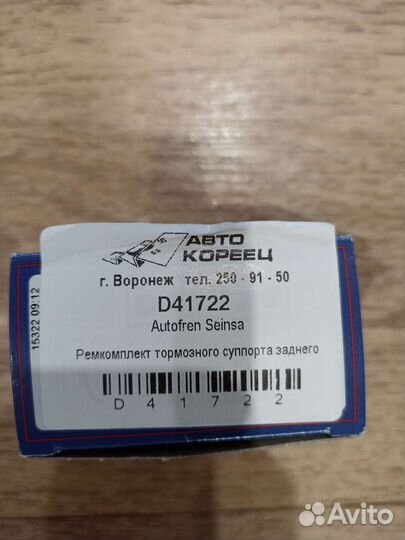 АВТО
КОРЕЕЦ
г. Воронеж тел. 250 - 91 - 50
D41722
Autofren Seinsa
Ремкомплект тормозного суппорта заднего
D 4 1 7 2 2
15322 09:12
Avito